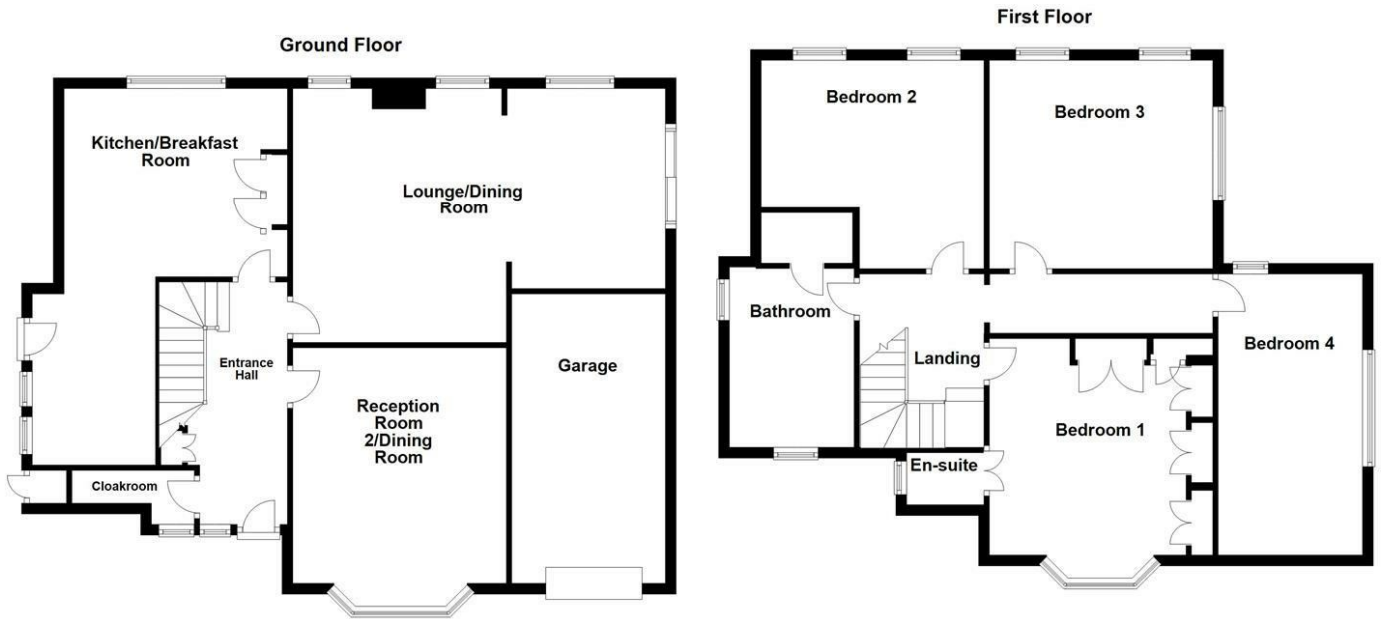 Ground Floor
Kitchen/Breakfast
Room
Lounge/Dining
Room
Entrance
Hall
Garage
Reception
Room
2/Dining
Room
Cloakroom
First Floor
Bedroom 2
Bedroom 3
Bathroom
Landing
Bedroom 4
Bedroom 1
En-suite